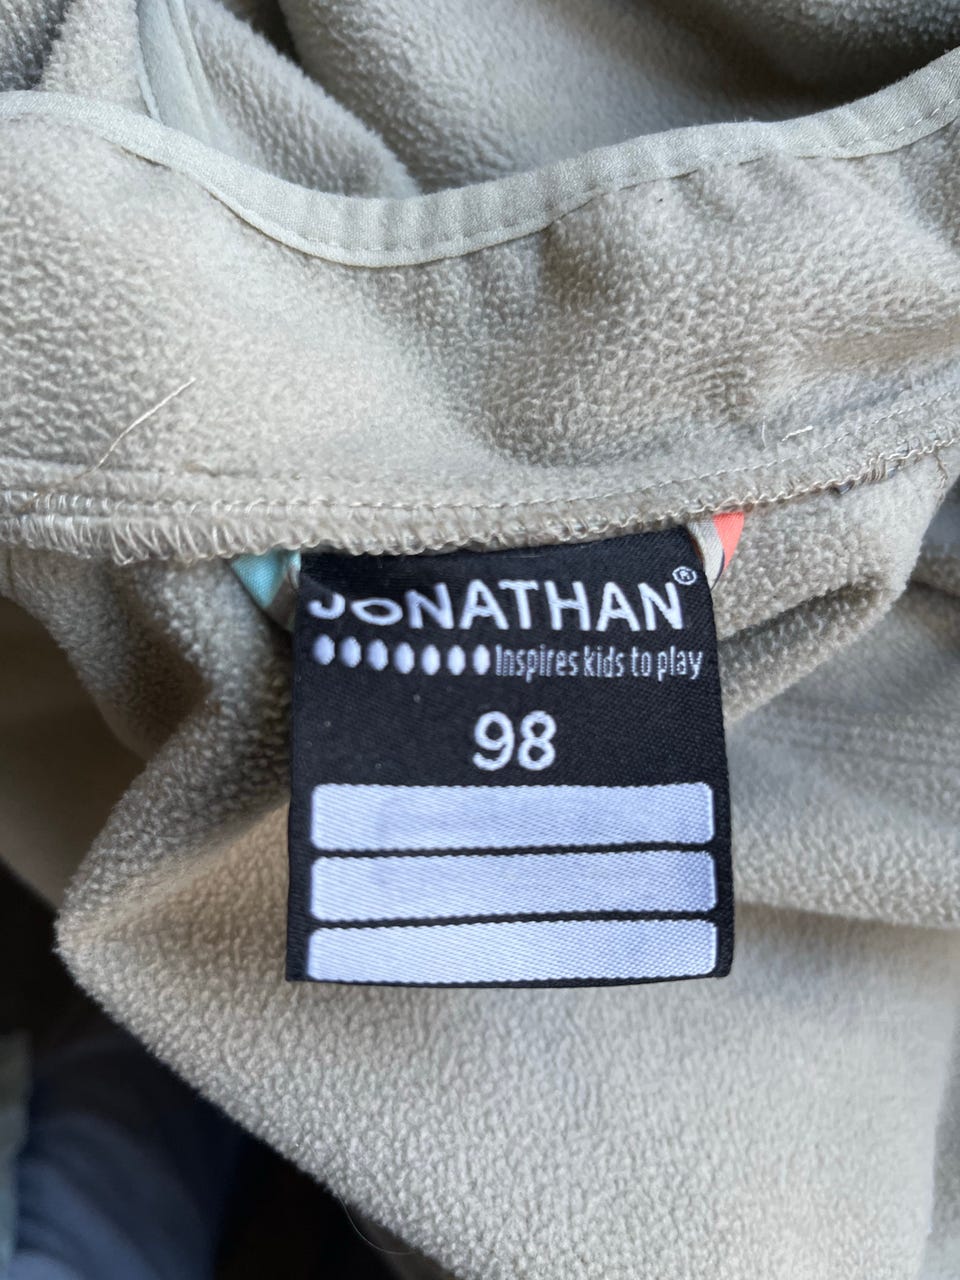 JONATHAN®
Inspires kids to play
98